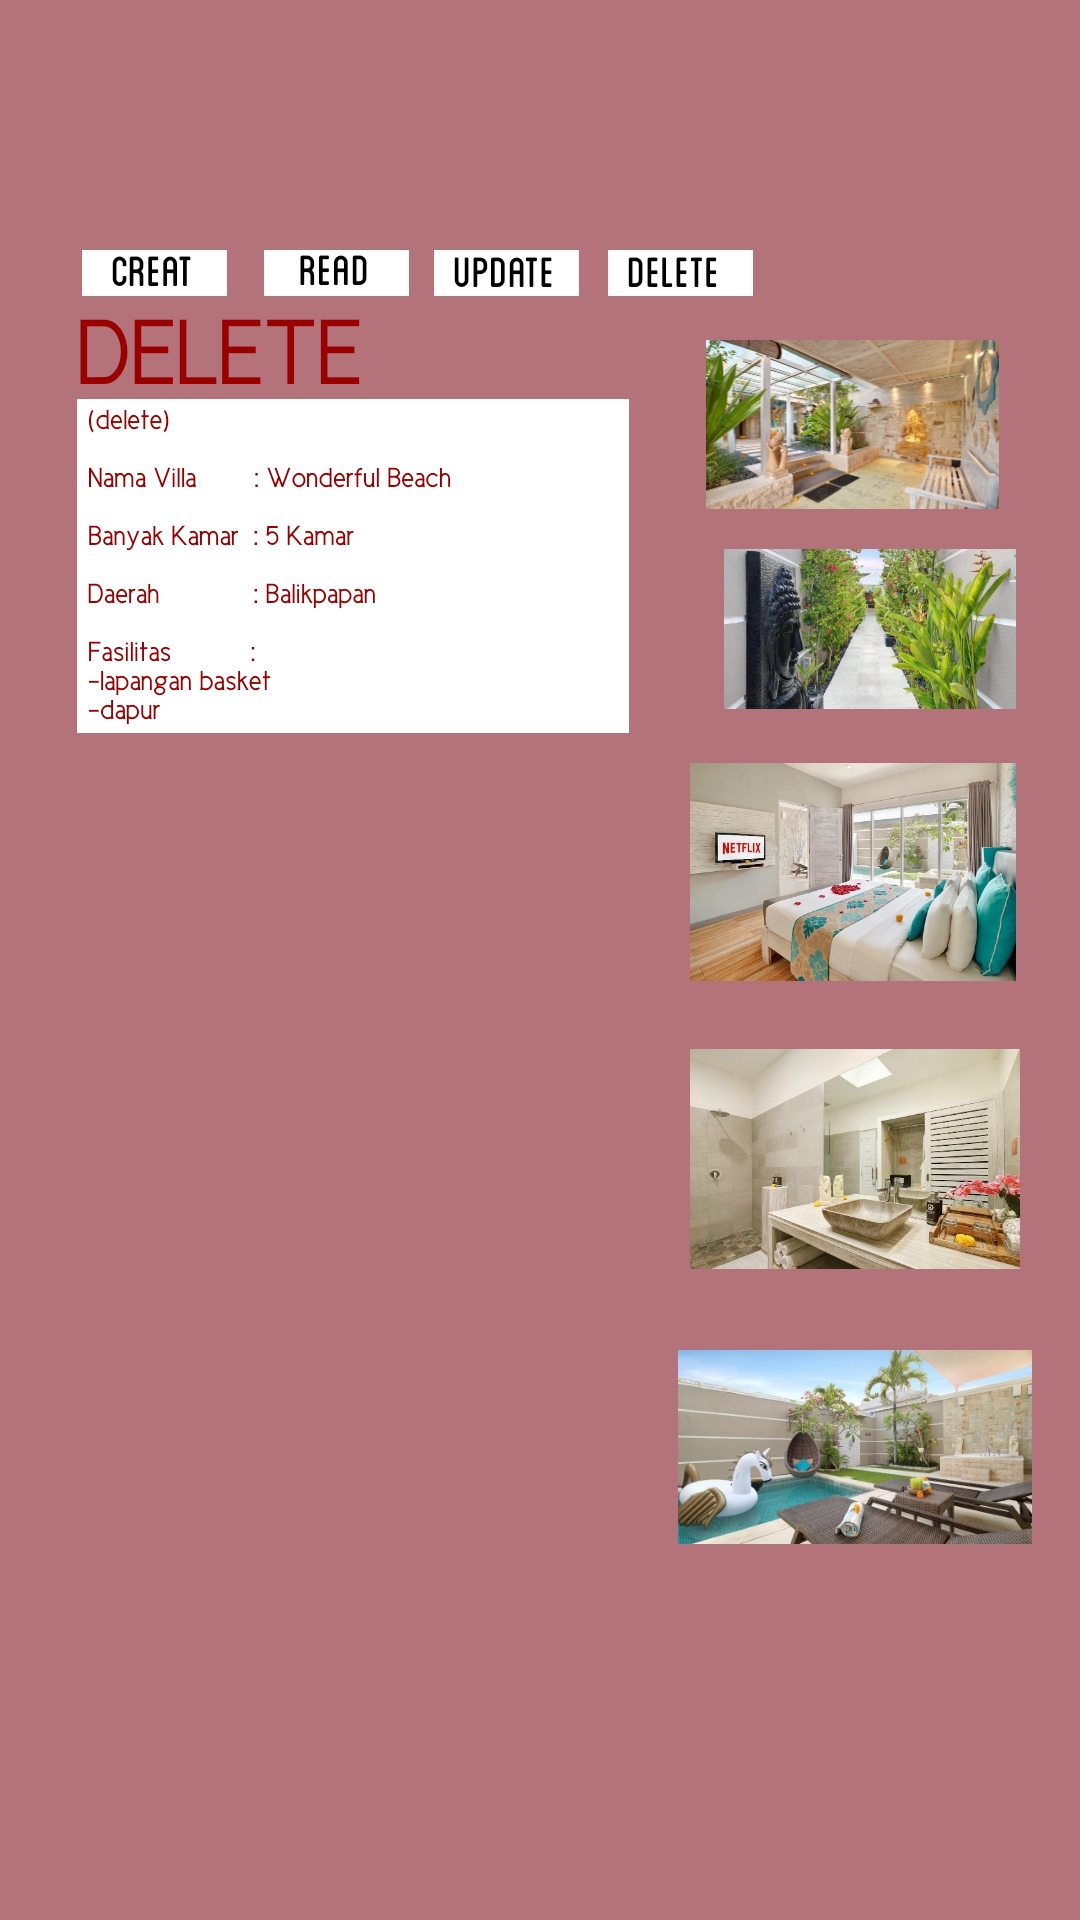 CREAT READ UPDATE DELETE
DELETE
(delete)
Nama Villa : Wonderful Beach
Banyak Kamar : 5 Kamar
Daerah : Balikpapan
Fasilitas :
-lapangan basket
-dapur
NETFLIX